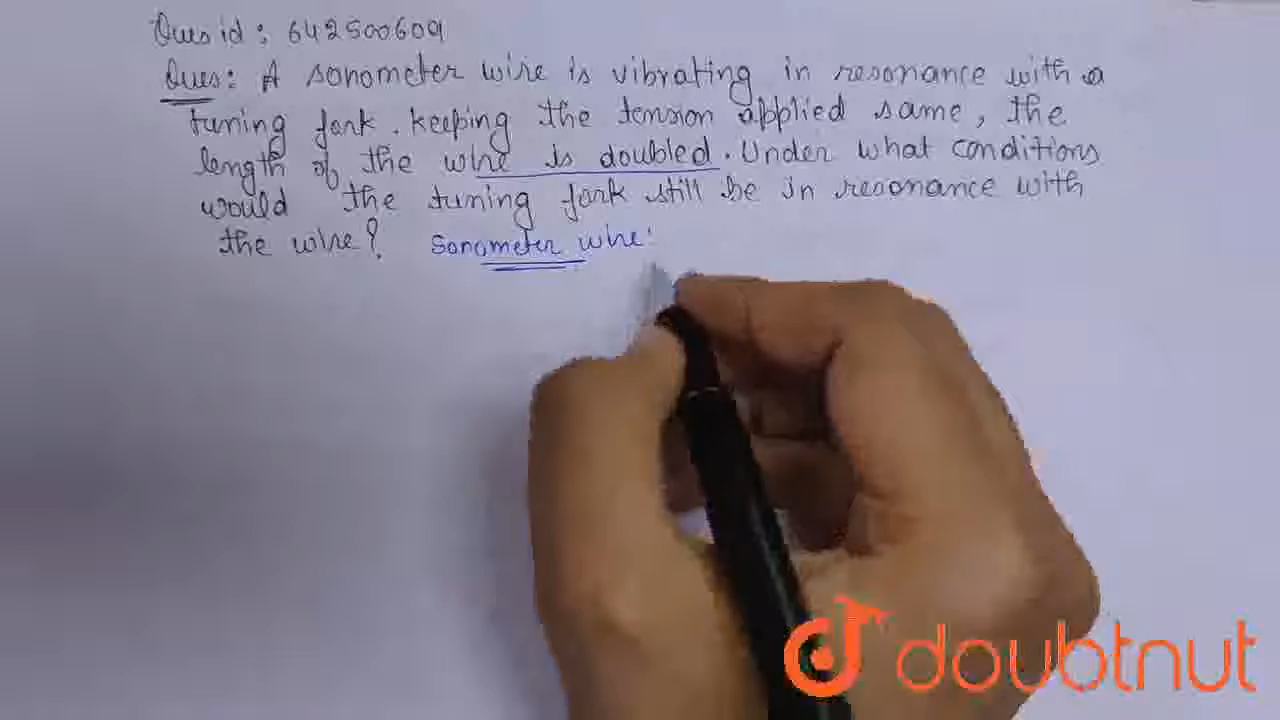 Ques id : 642500609
Ques: A sonometer wire is vibrating in resonance with a
tuning fork. keeping the tension applied same, the
length of the wire is doubled. Under what conditions
would the tuning fork still be in resonance with
the wire? Sonometer wire:
doubtnut